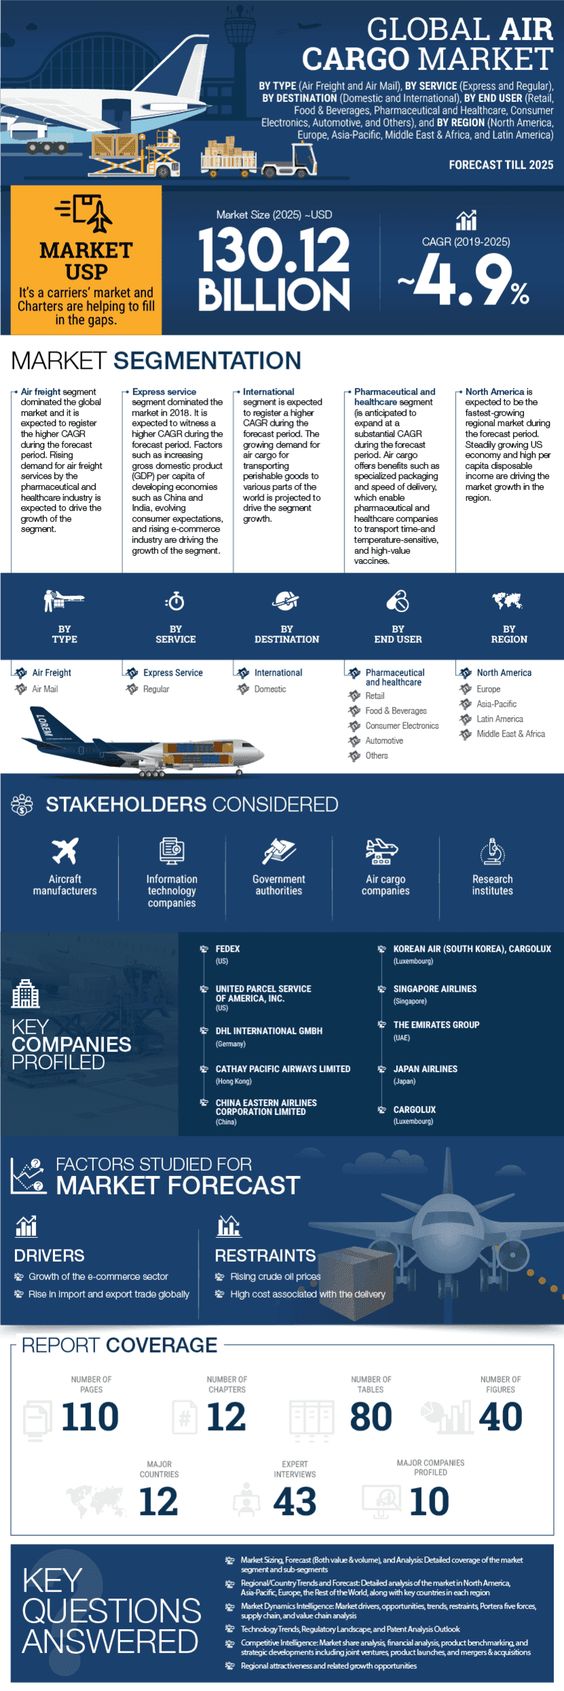 GLOBAL AIR
CARGO MARKET
BY TYPE (Air Freight and Air Mail), BY SERVICE (Express and Regular),
BY DESTINATION (Domestic and International), BY END USER (Retail,
Food & Beverages, Pharmaceutical and Healthcare, Consumer
Electronics, Automotive, and Others), and BY REGION (North America,
Europe, Asia-Pacific, Middle East & Africa, and Latin America)
FORECAST TILL 2025
MARKET
USP
It's a carriers' market and
Charters are helping to fill
in the gaps.
Market Size (2025) ~USD
130.12
BILLION
CAGR (2019-2025)
~4.9%
MARKET SEGMENTATION
Air freight segment
dominated the global
market and it is
expected to register
the higher CAGR
during the forecast
period. Rising
demand for air freight
services by the
pharmaceutical and
healthcare industry is
expected to drive the
growth of the
segment.
Express service
segment dominated the
market in 2018. It is
expected to witness a
higher CAGR during the
forecast period. Factors
such as increasing
gross domestic product
(GDP) per capita of
developing economies
such as China and
India, evolving
consumer expectations,
and rising e-commerce
industry are driving the
growth of the segment.
International
segment is expected
to register a higher
CAGR during the
forecast period. The
growing demand for
air cargo for
transporting
perishable goods to
various parts of the
world is projected to
drive the segment
growth.
Pharmaceutical and
healthcare segment
(is anticipated to
expand at a
substantial CAGR
during the forecast
period. Air cargo
offers benefits such as
specialized packaging
and speed of delivery,
which enable
pharmaceutical and
healthcare companies
to transport time-and
temperature-sensitive,
and high-value
vaccines.
North America is
expected to be the
fastest-growing
regional market during
the forecast period.
Steadily growing US
economy and high per
capita disposable
income are driving the
market growth in the
region.
BY
TYPE
BY
SERVICE
BY
DESTINATION
BY
END USER
BY
REGION
Air Freight
Air Mail
Express Service
Regular
International
Domestic
Pharmaceutical
and healthcare
Retail
Food & Beverages
Consumer Electronics
Automotive
Others
North America
Europe
Asia-Pacific
Latin America
Middle East & Africa
LOREM
STAKEHOLDERS CONSIDERED
Aircraft
manufacturers
Information
technology
companies
Government
authorities
Air cargo
companies
Research
institutes
KEY
COMPANIES
PROFILED
FEDEX
(US)
UNITED PARCEL SERVICE
OF AMERICA, INC.
(US)
DHL INTERNATIONAL GMBH
(Germany)
CATHAY PACIFIC AIRWAYS LIMITED
(Hong Kong)
CHINA EASTERN AIRLINES
CORPORATION LIMITED
(China)
KOREAN AIR (SOUTH KOREA), CARGOLUX
(Luxembourg)
SINGAPORE AIRLINES
(Singapore)
THE EMIRATES GROUP
(UAE)
JAPAN AIRLINES
(Japan)
CARGOLUX
(Luxembourg)
FACTORS STUDIED FOR
MARKET FORECAST
DRIVERS
Growth of the e-commerce sector
Rise in import and export trade globally
RESTRAINTS
Rising crude oil prices
High cost associated with the delivery
REPORT COVERAGE
NUMBER OF
PAGES
110
NUMBER OF
CHAPTERS
#
12
NUMBER OF
TABLES
80
NUMBER OF
FIGURES
40
MAJOR
COUNTRIES
12
EXPERT
INTERVIEWS
43
MAJOR COMPANIES
PROFILED
10
KEY
QUESTIONS
ANSWERED
Market Sizing, Forecast (Both value & volume), and Analysis: Detailed coverage of the market
segment and sub-segments
Regional/Country Trends and Forecast: Detailed analysis of the market in North America,
Asia-Pacific, Europe, the Rest of the World, along with key countries in each region
Market Dynamics Intelligence: Market drivers, opportunities, trends, restraints, Portera five forces,
supply chain, and value chain analysis
Technology Trends, Regulatory Landscape, and Patent Analysis Outlook
Competitive Intelligence: Market share analysis, financial analysis, product benchmarking, and
strategic developments including joint ventures, product launches, and mergers & acquisitions
Regional attractiveness and related growth opportunities